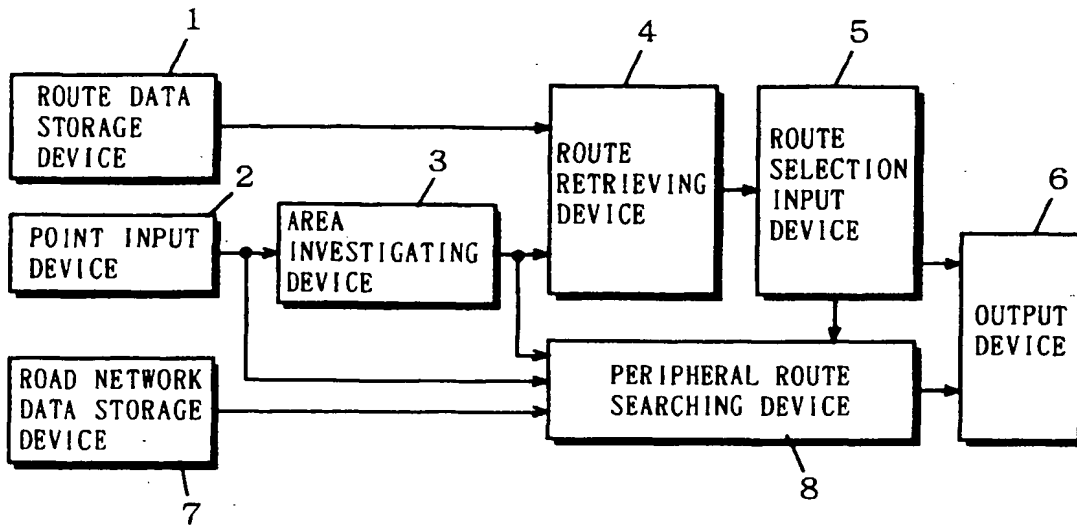 1
ROUTE DATA
STORAGE
DEVICE
2
POINT INPUT
DEVICE
3
AREA
INVESTIGATING
DEVICE
4
ROUTE
RETRIEVING
DEVICE
5
ROUTE
SELECTION
INPUT
DEVICE
6
OUTPUT
DEVICE
ROAD NETWORK
DATA STORAGE
DEVICE
7
PERIPHERAL ROUTE
SEARCHING DEVICE
8